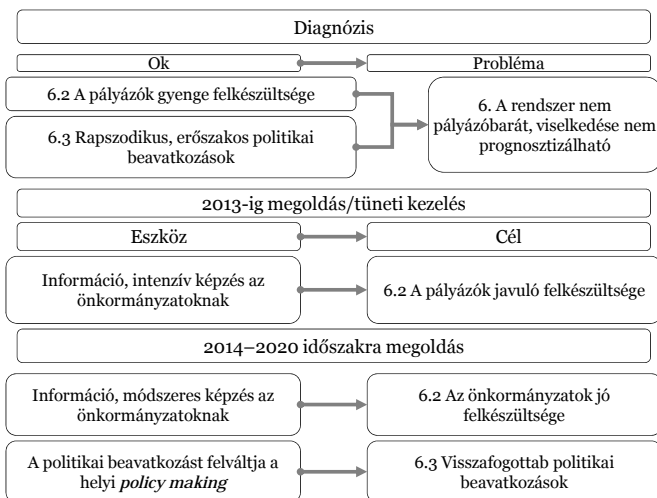 Diagnózis
Ok
Probléma
6.2 A pályázók gyenge felkészültsége
6.3 Rapszodikus, erőszakos politikai
beavatkozások
6. A rendszer nem
pályázóbarát, viselkedése nem
prognosztizálható
2013-ig megoldás/tüneti kezelés
Eszköz
Cél
Információ, intenzív képzés az
önkormányzatoknak
6.2 A pályázók javuló felkészültsége
2014–2020 időszakra megoldás
Információ, módszeres képzés az
önkormányzatoknak
6.2 Az önkormányzatok jó
felkészültsége
A politikai beavatkozást felváltja a
helyi policy making
6.3 Visszafogottab politikai
beavatkozások